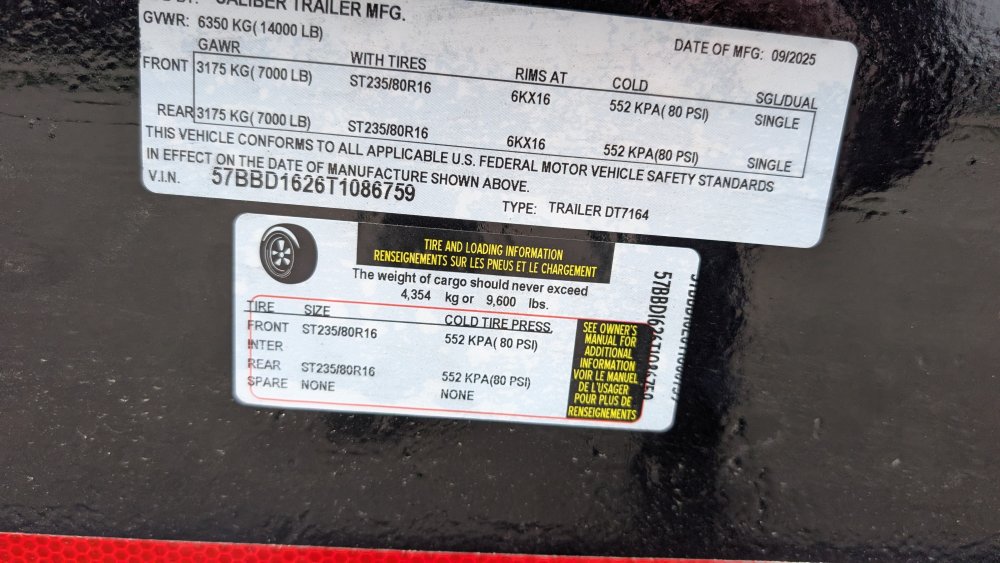 CALIBER TRAILER MFG.
DATE OF MFG: 09/2025
GVWR: 6350 KG (14000 LB)
GAWR WITH TIRES RIMS AT COLD SGL/DUAL
FRONT 3175 KG( 7000 LB) ST235/80R16 6KX16 552 KPA( 80 PSI) SINGLE
REAR 3175 KG( 7000 LB) ST235/80R16 6KX16 552 KPA(80 PSI) SINGLE
THIS VEHICLE CONFORMS TO ALL APPLICABLE U.S. FEDERAL MOTOR VEHICLE SAFETY STANDARDS
IN EFFECT ON THE DATE OF MANUFACTURE SHOWN ABOVE.
V.I.N. 57BBD1626T1086759 TYPE: TRAILER DT7164
TIRE AND LOADING INFORMATION
RENSEIGNEMENTS SUR LES PNEUS ET LE CHARGEMENT
The weight of cargo should never exceed
4,354 kg or 9,600 lbs.
TIRE SIZE COLD TIRE PRESS.
FRONT ST235/80R16 552 KPA( 80 PSI)
INTER
REAR ST235/80R16 552 KPA(80 PSI)
SPARE NONE NONE
SEE OWNER'S
MANUAL FOR
ADDITIONAL
INFORMATION
VOIR LE MANUEL
DE L'USAGER
POUR PLUS DE
RENSEIGNEMENTS
57BBD1626T1086759